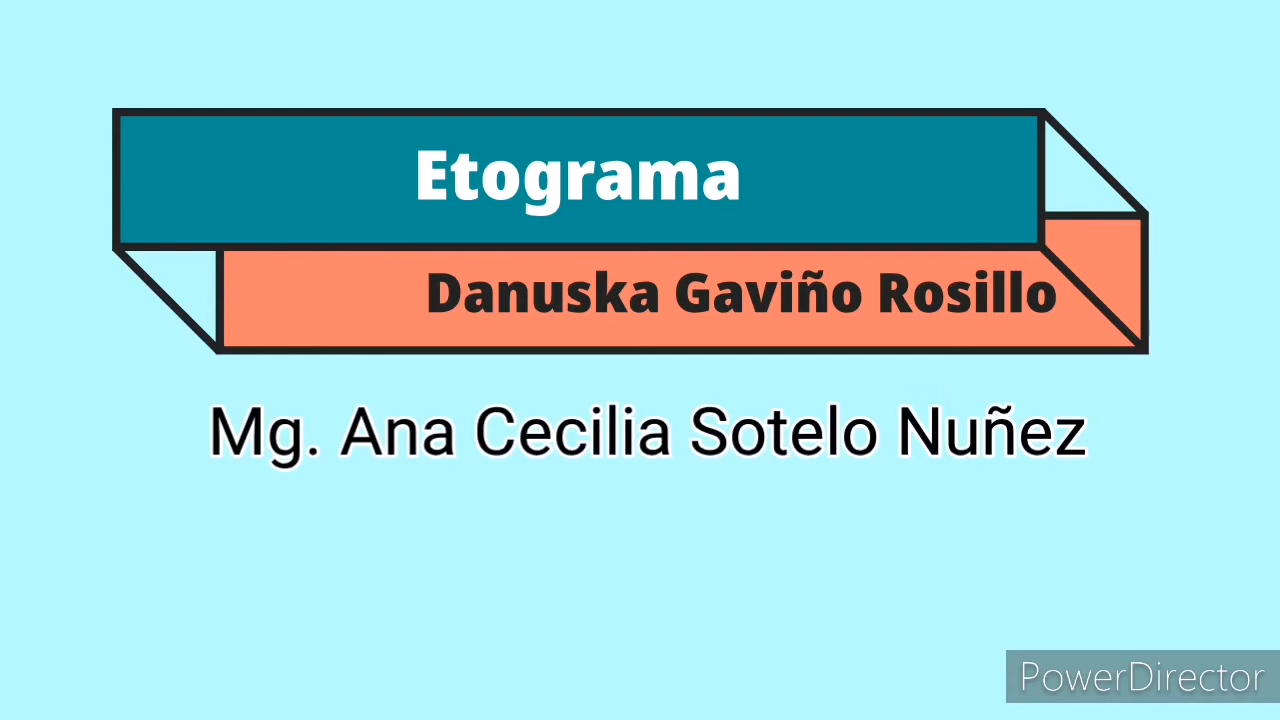 Etograma
Danuska Gaviño Rosillo
Mg. Ana Cecilia Sotelo Nuñez
PowerDirector